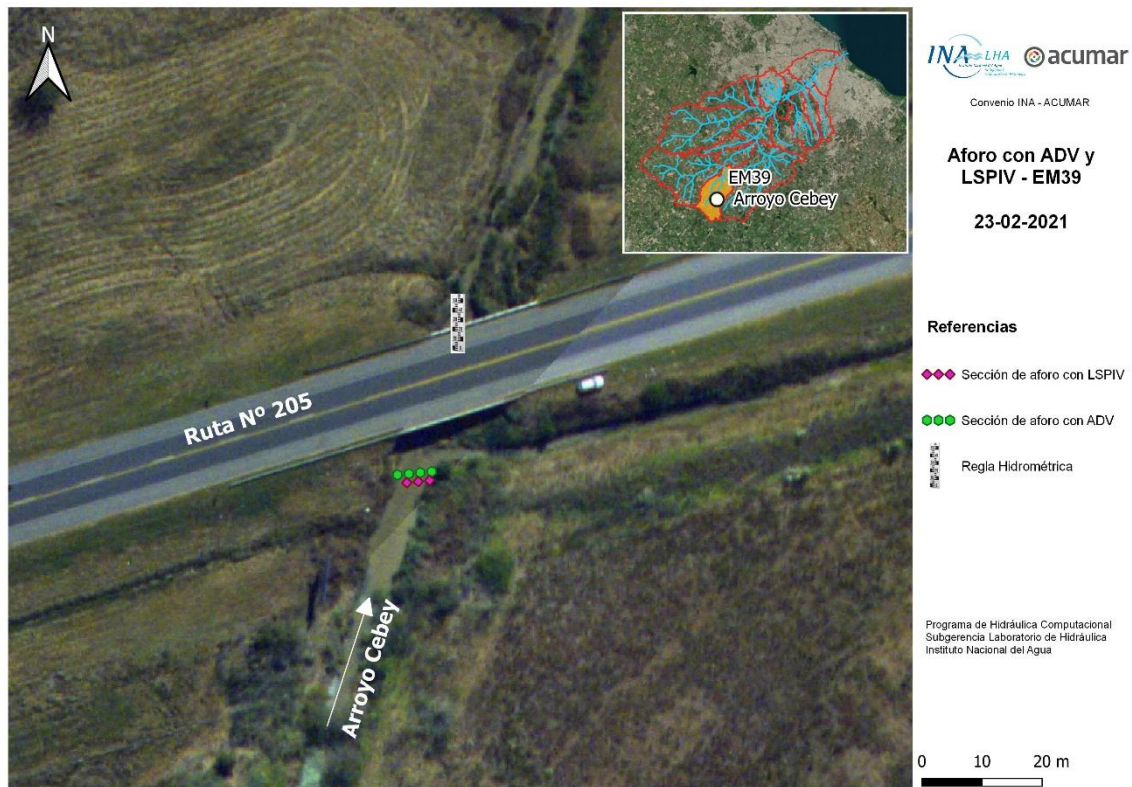 N
EM39
Arroyo Cebey
Ruta Nº 205
Arroyo Cebey
INA LHA
acumar
Convenio INA - ACUMAR
Aforo con ADV y
LSPIV - EM39
23-02-2021
Referencias
Sección de aforo con LSPIV
Sección de aforo con ADV
Regla Hidrométrica
Programa de Hidráulica Computacional
Subgerencia Laboratorio de Hidráulica
Instituto Nacional del Agua
0 10 20 m